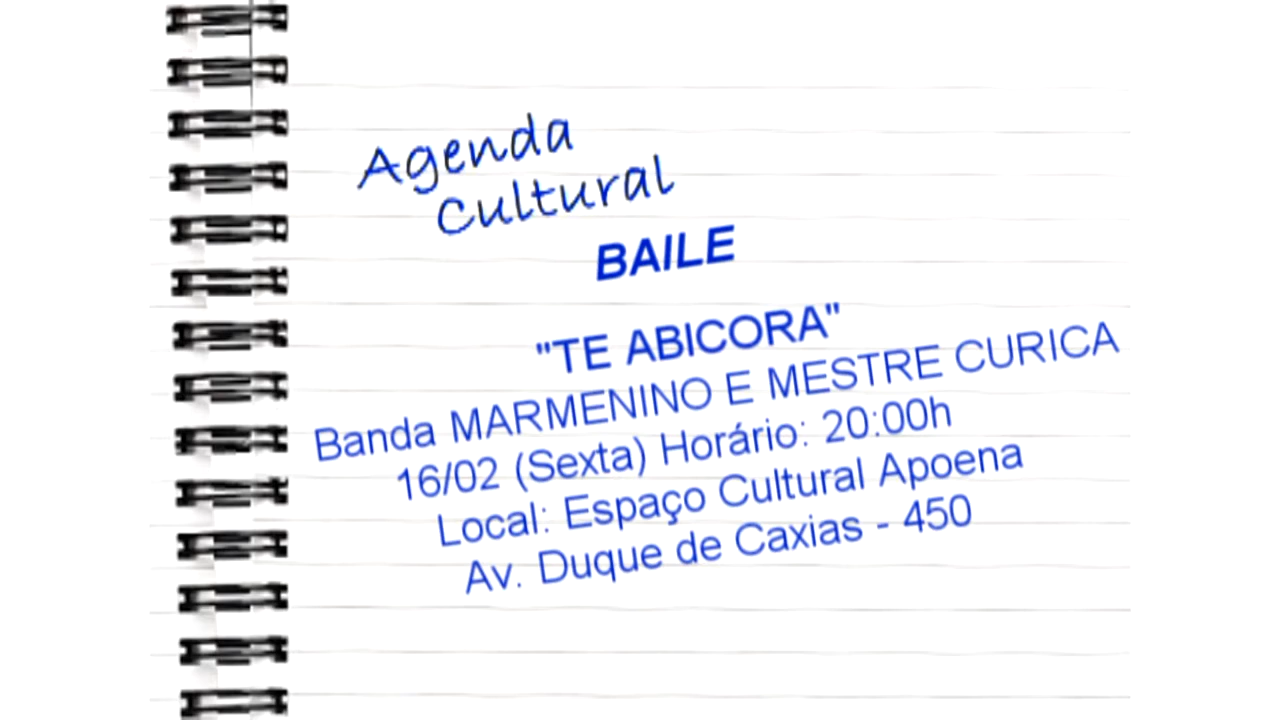 Agenda
Cultural
BAILE
"TE ABICORA"
Banda MARMENINO E MESTRE CURICA
16/02 (Sexta) Horário: 20:00h
Local: Espaço Cultural Apoena
Av. Duque de Caxias - 450